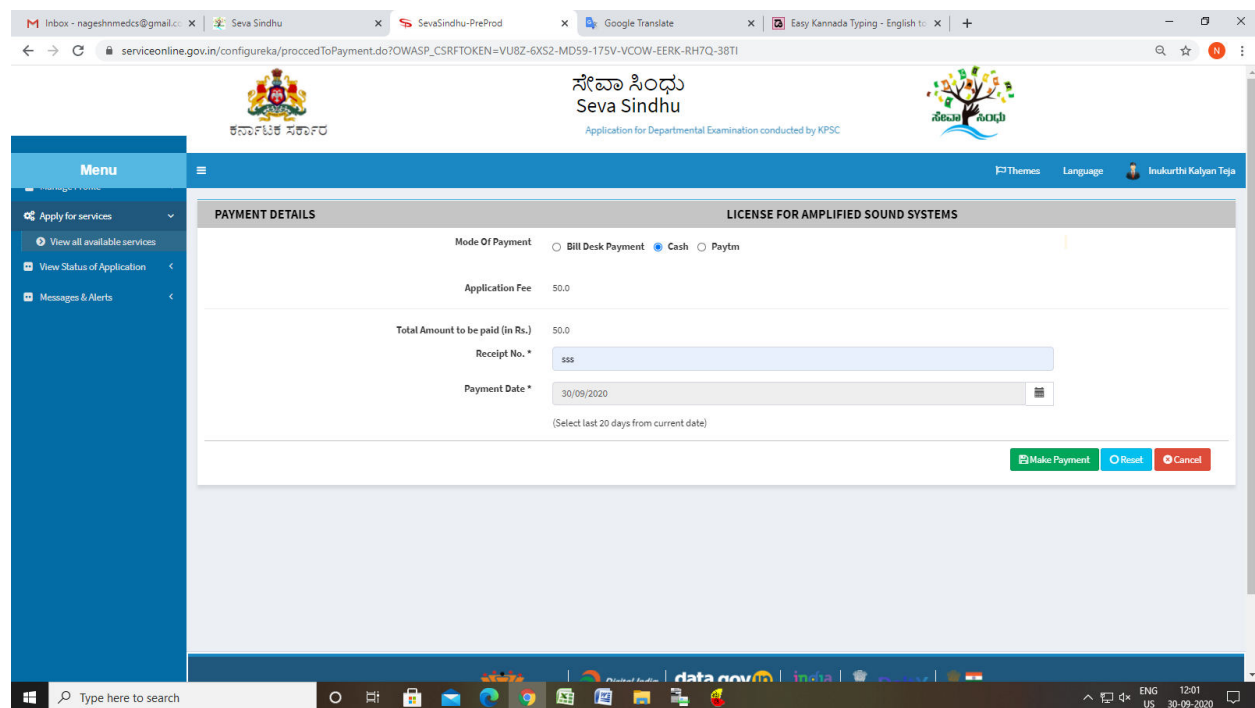 Inbox - nageshnmedcs@gmail.c
Seva Sindhu
SevaSindhu-PreProd
Google Translate
Easy Kannada Typing - English to
serviceonline.gov.in/configureka/proccedToPayment.do?OWASP_CSRFTOKEN=VU8Z-6XS2-MD59-175V-VCOW-EERK-RH7Q-38TI
N
ಕರ್ನಾಟಕ ಸರ್ಕಾರ
ಸೇವಾ ಸಿಂಧು
Seva Sindhu
Application for Departmental Examination conducted by KPSC
ಸೇವಾ ಸಿಂಧು
Menu
Themes
Language
Inukurthi Kalyan Teja
Manage Profile
Apply for services
View all available services
View Status of Application
Messages & Alerts
PAYMENT DETAILS
LICENSE FOR AMPLIFIED SOUND SYSTEMS
Mode Of Payment
Bill Desk Payment Cash Paytm
Application Fee 50.0
Total Amount to be paid (in Rs.) 50.0
Receipt No. * sss
Payment Date * 30/09/2020
(Select last 20 days from current date)
Make Payment Reset Cancel
Digital India data.gov.in india
Type here to search
ENG 12:01
US 30-09-2020